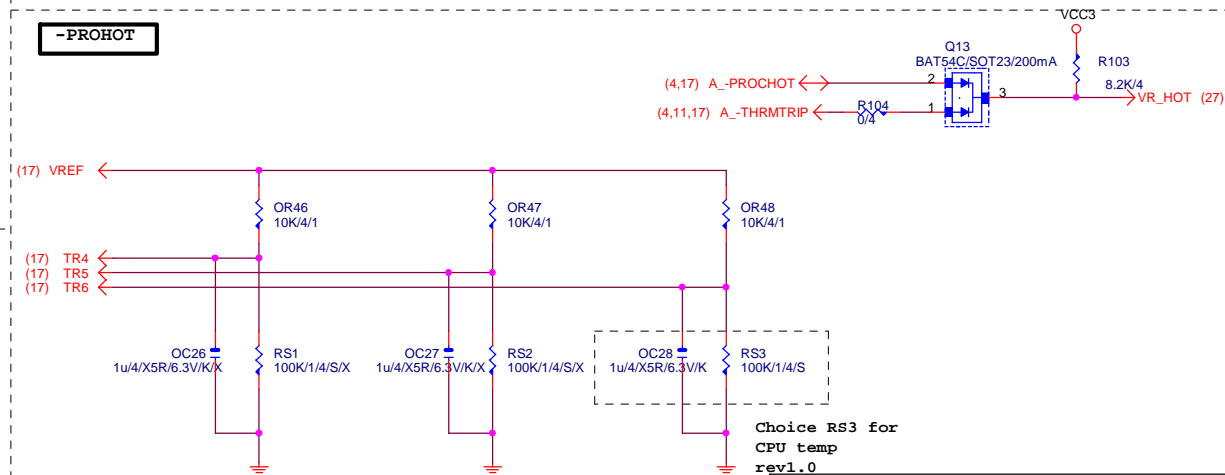 -PROHOT
VCC3
Q13
BAT54C/SOT23/200mA
R103
8.2K/4
(4,17) A_-PROCHOT
2
3
VR_HOT (27)
(4,11,17) A_-THRMTRIP
R104
0/4
1
(17) VREF
OR46
10K/4/1
OR47
10K/4/1
OR48
10K/4/1
(17) TR4
(17) TR5
(17) TR6
OC26
1u/4/X5R/6.3V/K/X
RS1
100K/1/4/S/X
OC27
1u/4/X5R/6.3V/K/X
RS2
100K/1/4/S/X
OC28
1u/4/X5R/6.3V/K
RS3
100K/1/4/S
Choice RS3 for
CPU temp
rev1.0